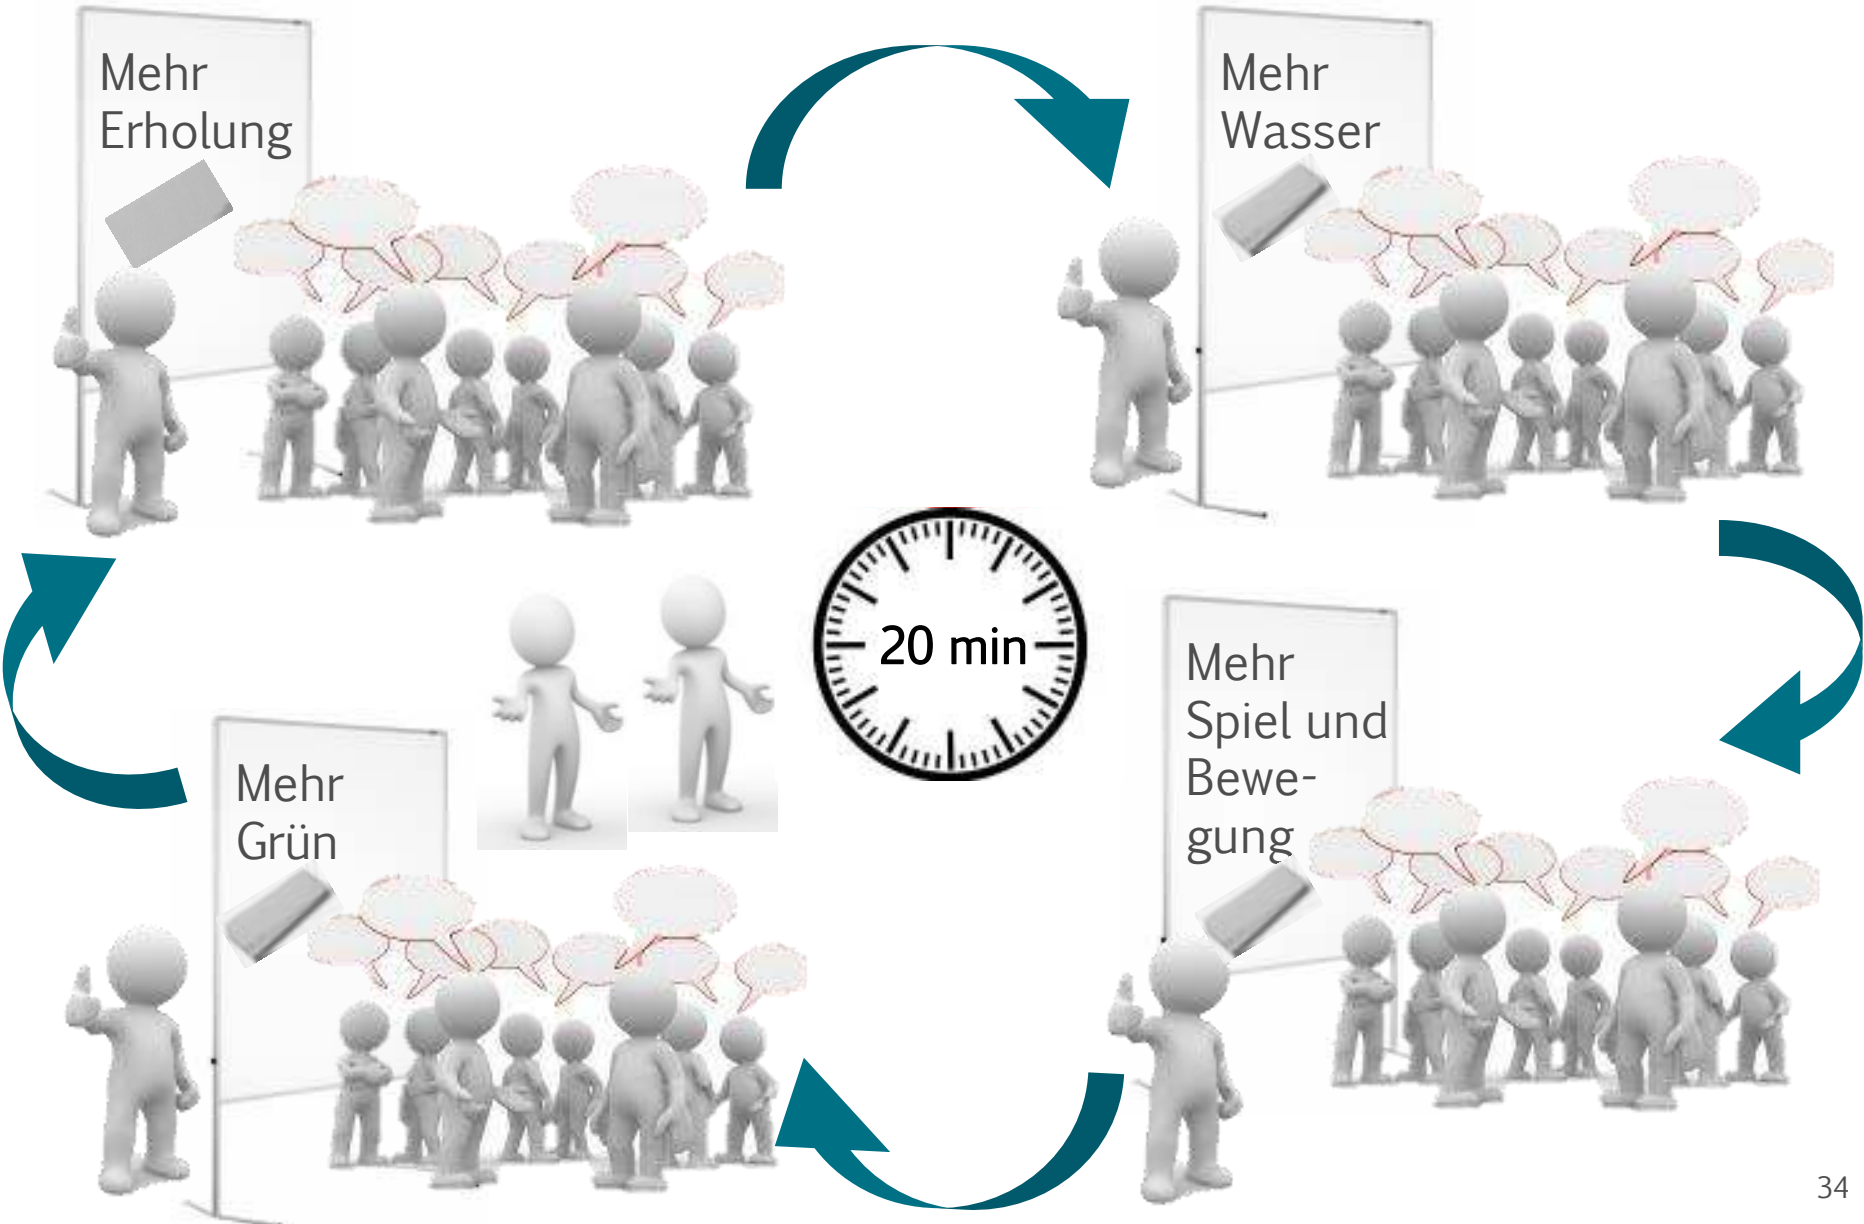 Mehr
Erholung
Mehr
Wasser
20 min
Mehr
Spiel und
Bewe-
gung
Mehr
Grün
34